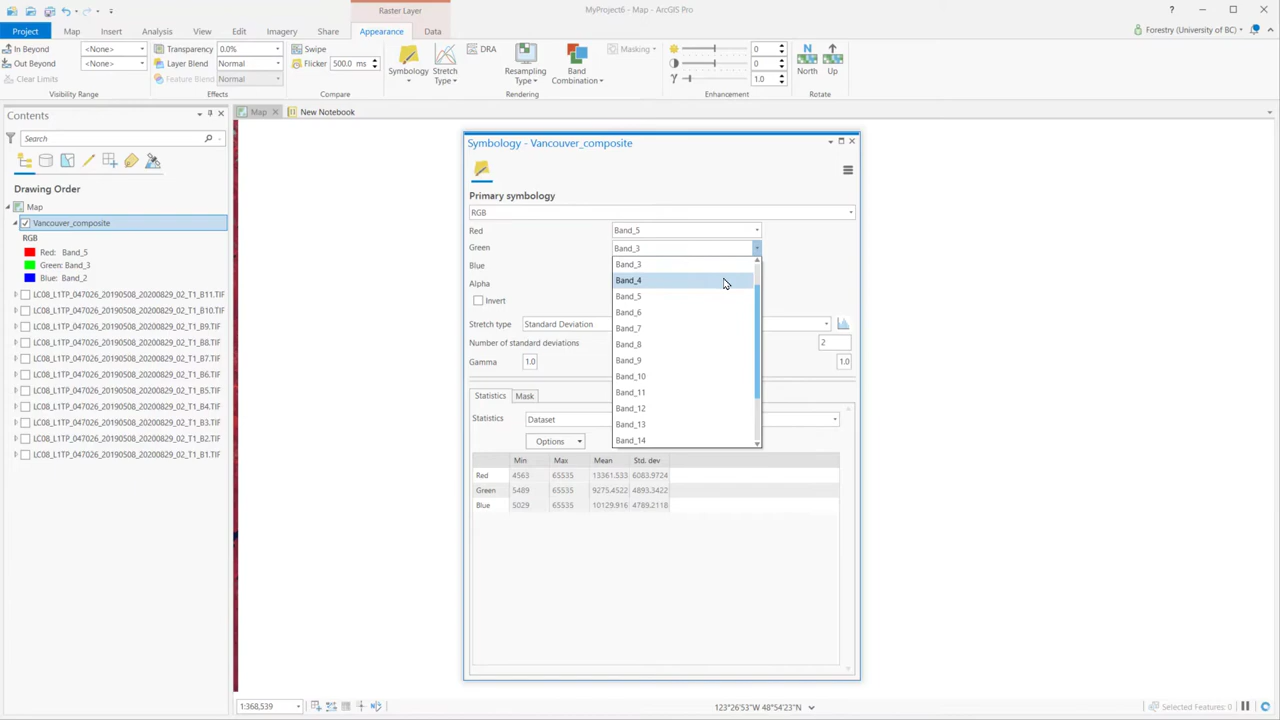 Raster Layer
MyProject6 - Map - ArcGIS Pro
Project Map Insert Analysis View Edit Imagery Share Appearance Data
Forestry (University of BC)
In Beyond <None> Transparency 0.0% Swipe DRA Masking 0
Out Beyond <None> Layer Blend Normal Flicker 500.0 ms 0
Clear Limits Feature Blend Normal 1.0
Symbology Stretch Type Resampling Type Band Combination North Up
Visibility Range Effects Compare Rendering Enhancement Rotate
Contents
Map New Notebook
Search
Drawing Order
Map
Vancouver_composite
RGB
Red: Band_5
Green: Band_3
Blue: Band_2
LC08_L1TP_047026_20190508_20200829_02_T1_B11.TIF
LC08_L1TP_047026_20190508_20200829_02_T1_B10.TIF
LC08_L1TP_047026_20190508_20200829_02_T1_B9.TIF
LC08_L1TP_047026_20190508_20200829_02_T1_B8.TIF
LC08_L1TP_047026_20190508_20200829_02_T1_B7.TIF
LC08_L1TP_047026_20190508_20200829_02_T1_B6.TIF
LC08_L1TP_047026_20190508_20200829_02_T1_B5.TIF
LC08_L1TP_047026_20190508_20200829_02_T1_B4.TIF
LC08_L1TP_047026_20190508_20200829_02_T1_B3.TIF
LC08_L1TP_047026_20190508_20200829_02_T1_B2.TIF
LC08_L1TP_047026_20190508_20200829_02_T1_B1.TIF
Symbology - Vancouver_composite
Primary symbology
RGB
Red Band_5
Green Band_3
Blue
Alpha
Invert
Band_3
Band_4
Band_5
Band_6
Band_7
Band_8
Band_9
Band_10
Band_11
Band_12
Band_13
Band_14
Stretch type Standard Deviation
Number of standard deviations 2
Gamma 1.0 1.0
Statistics Mask
Statistics Dataset
Options
Min Max Mean Std. dev
Red 4563 65535 13361.533 6083.9724
Green 5489 65535 9275.4522 4893.3422
Blue 5029 65535 10129.916 4789.2118
1:368,539
123°26'53"W 48°54'23"N
Selected Features: 0